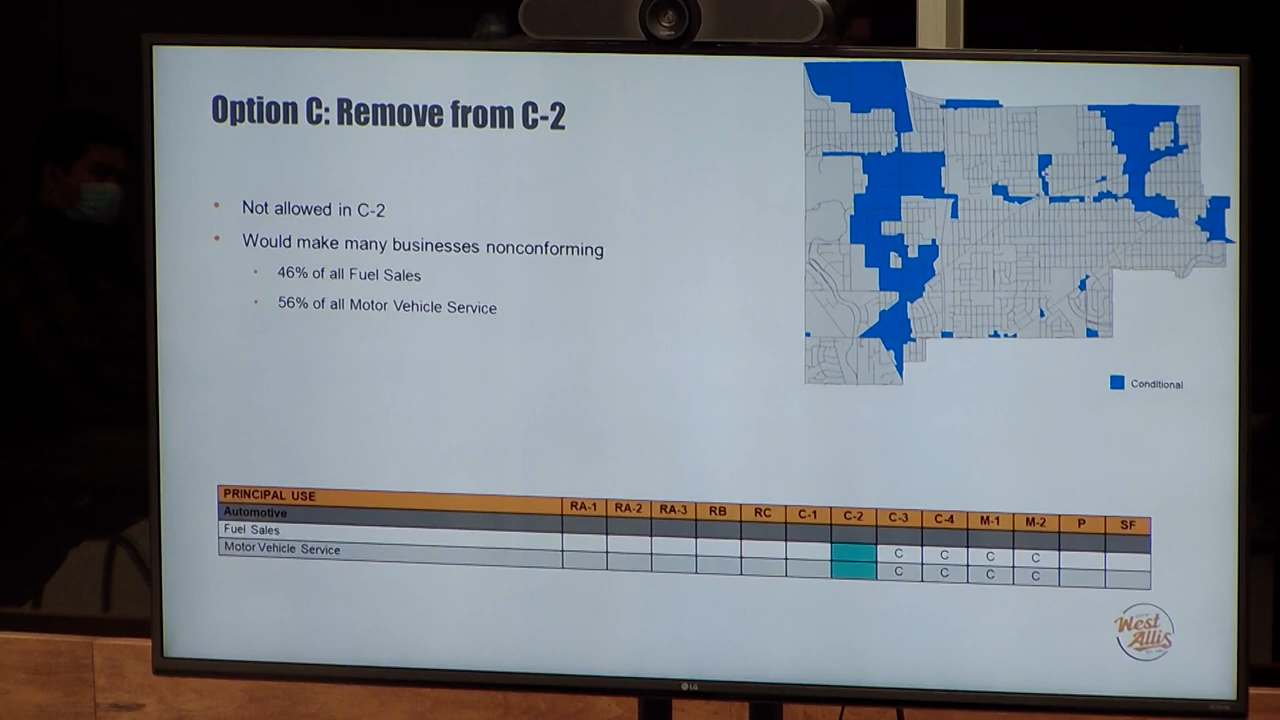 Option C: Remove from C-2
• Not allowed in C-2
• Would make many businesses nonconforming
• 46% of all Fuel Sales
• 56% of all Motor Vehicle Service
Conditional
PRINCIPAL USE RA-1 RA-2 RA-3 RB RC C-1 C-2 C-3 C-4 M-1 M-2 P SF
Automotive
Fuel Sales C C C C
Motor Vehicle Service C C C C
West
Allis
LG